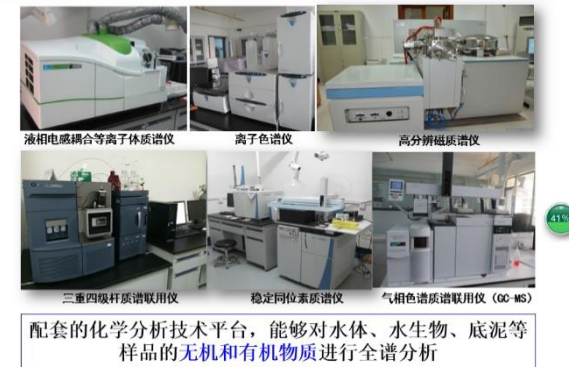 液相电感耦合等离子体质谱仪
离子色谱仪
高分辨磁质谱仪
三重四级杆质谱联用仪
稳定同位素质谱仪
气相色谱质谱联用仪（GC-MS）
41%
配套的化学分析技术平台，能够对水体、水生物、底泥等
样品的无机和有机物质进行全谱分析